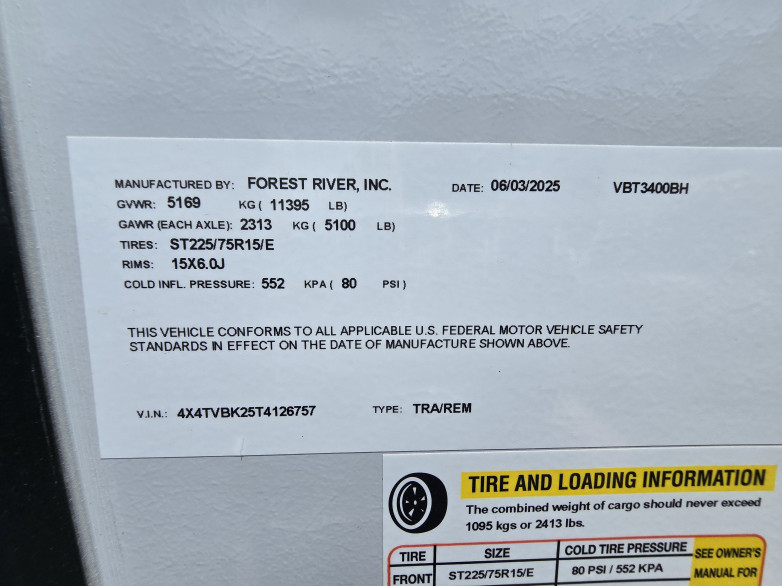 MANUFACTURED BY: FOREST RIVER, INC. DATE: 06/03/2025 VBT3400BH
GVWR: 5169 KG ( 11395 LB)
GAWR (EACH AXLE): 2313 KG ( 5100 LB)
TIRES: ST225/75R15/E
RIMS: 15X6.0J
COLD INFL. PRESSURE: 552 KPA ( 80 PSI )
THIS VEHICLE CONFORMS TO ALL APPLICABLE U.S. FEDERAL MOTOR VEHICLE SAFETY
STANDARDS IN EFFECT ON THE DATE OF MANUFACTURE SHOWN ABOVE.
V.I.N.: 4X4TVBK25T4126757 TYPE: TRA/REM
TIRE AND LOADING INFORMATION
The combined weight of cargo should never exceed
1095 kgs or 2413 lbs.
TIRE SIZE COLD TIRE PRESSURE SEE OWNER'S
FRONT ST225/75R15/E 80 PSI / 552 KPA MANUAL FOR